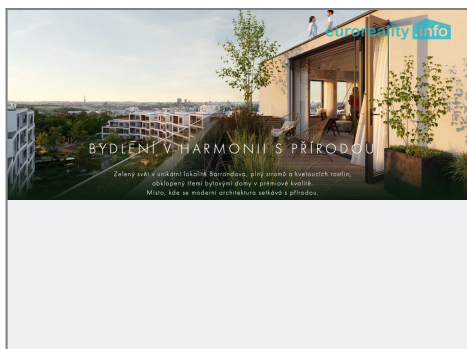 euroreality.info
BYDLENÍ V HARMONII S PŘÍRODOU
Zelený svět v unikátní lokalitě Barrandova, plný stromů a kvetoucích rostlin,
obklopený třemi bytovými domy v prémiové kvalitě.
Místo, kde se moderní architektura setkává s přírodou.